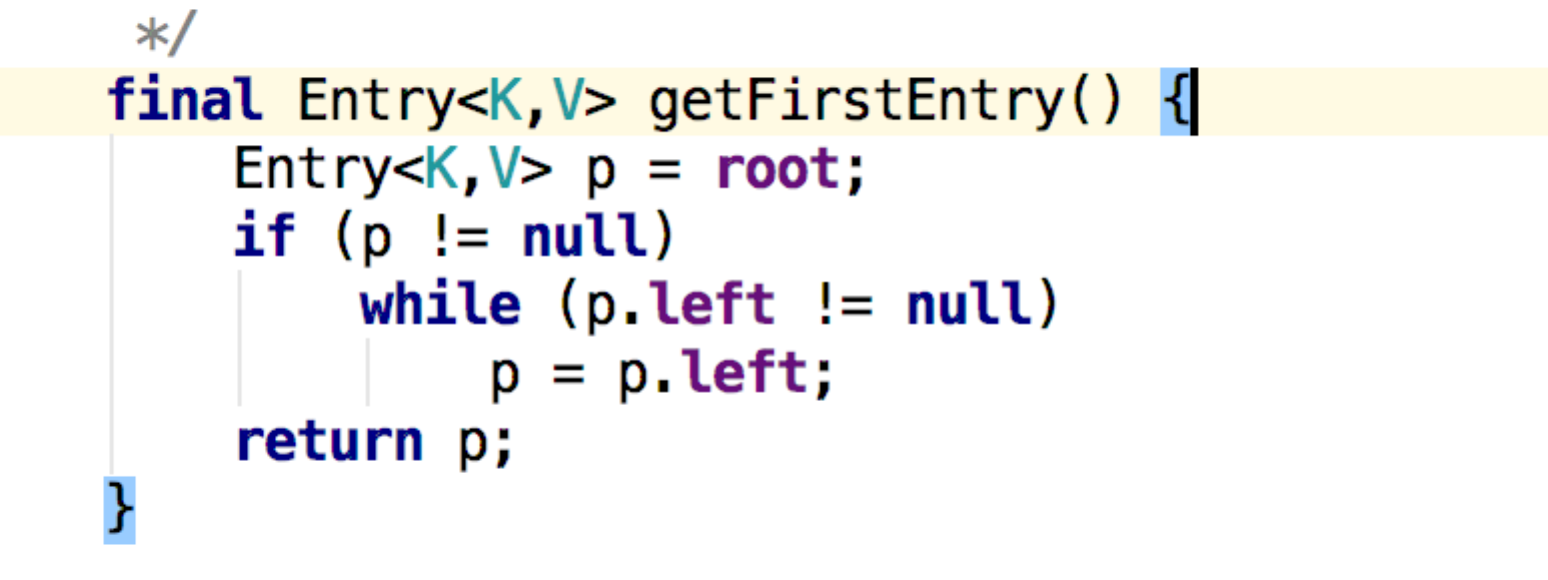 */
final Entry<K,V> getFirstEntry() {
Entry<K,V> p = root;
if (p != null)
while (p.left != null)
p = p.left;
return p;
}